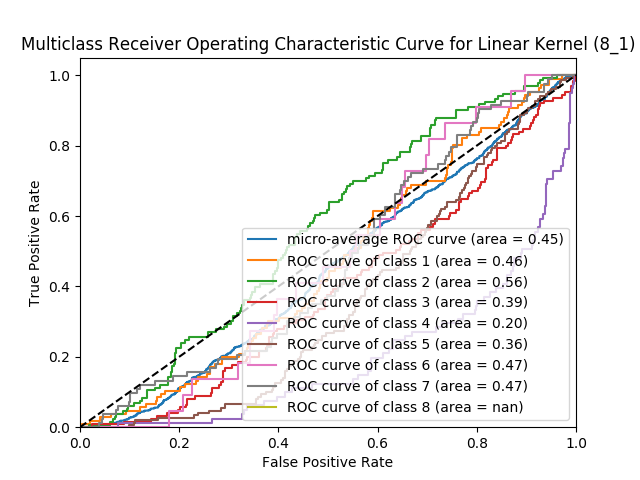 Multiclass Receiver Operating Characteristic Curve for Linear Kernel (8_1)
1.0
0.8
0.6
0.4
0.2
0.0
True Positive Rate
micro-average ROC curve (area = 0.45)
ROC curve of class 1 (area = 0.46)
ROC curve of class 2 (area = 0.56)
ROC curve of class 3 (area = 0.39)
ROC curve of class 4 (area = 0.20)
ROC curve of class 5 (area = 0.36)
ROC curve of class 6 (area = 0.47)
ROC curve of class 7 (area = 0.47)
ROC curve of class 8 (area = nan)
0.0 0.2 0.4 0.6 0.8 1.0
False Positive Rate